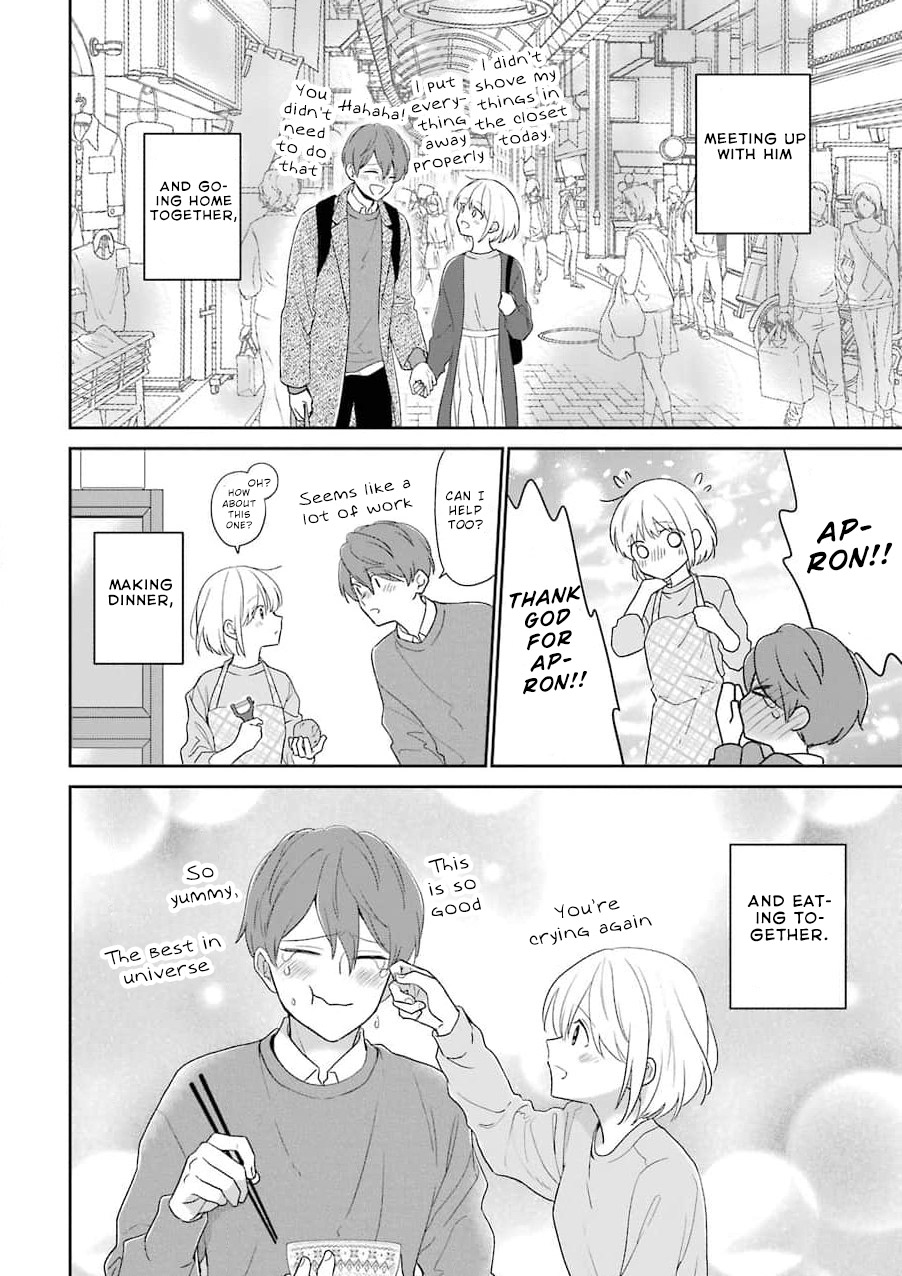 MEETING UP
WITH HIM
I didn't
shove my
things in
the closet
today.
I put
every-
thing
away
properly
Hahaha!
You
didn't
need
to do
that
AND GO-
ING HOME
TOGETHER,
AP-
RON!!
THANK
GOD
FOR
AP-
RON!!
CAN I
HELP
TOO?
Seems like a
lot of work
OH?
HOW
ABOUT
THIS
ONE?
MAKING
DINNER,
AND EAT-
ING TO-
GETHER.
You're
crying again
This
is so
good
So
yummy,
The best in
universe